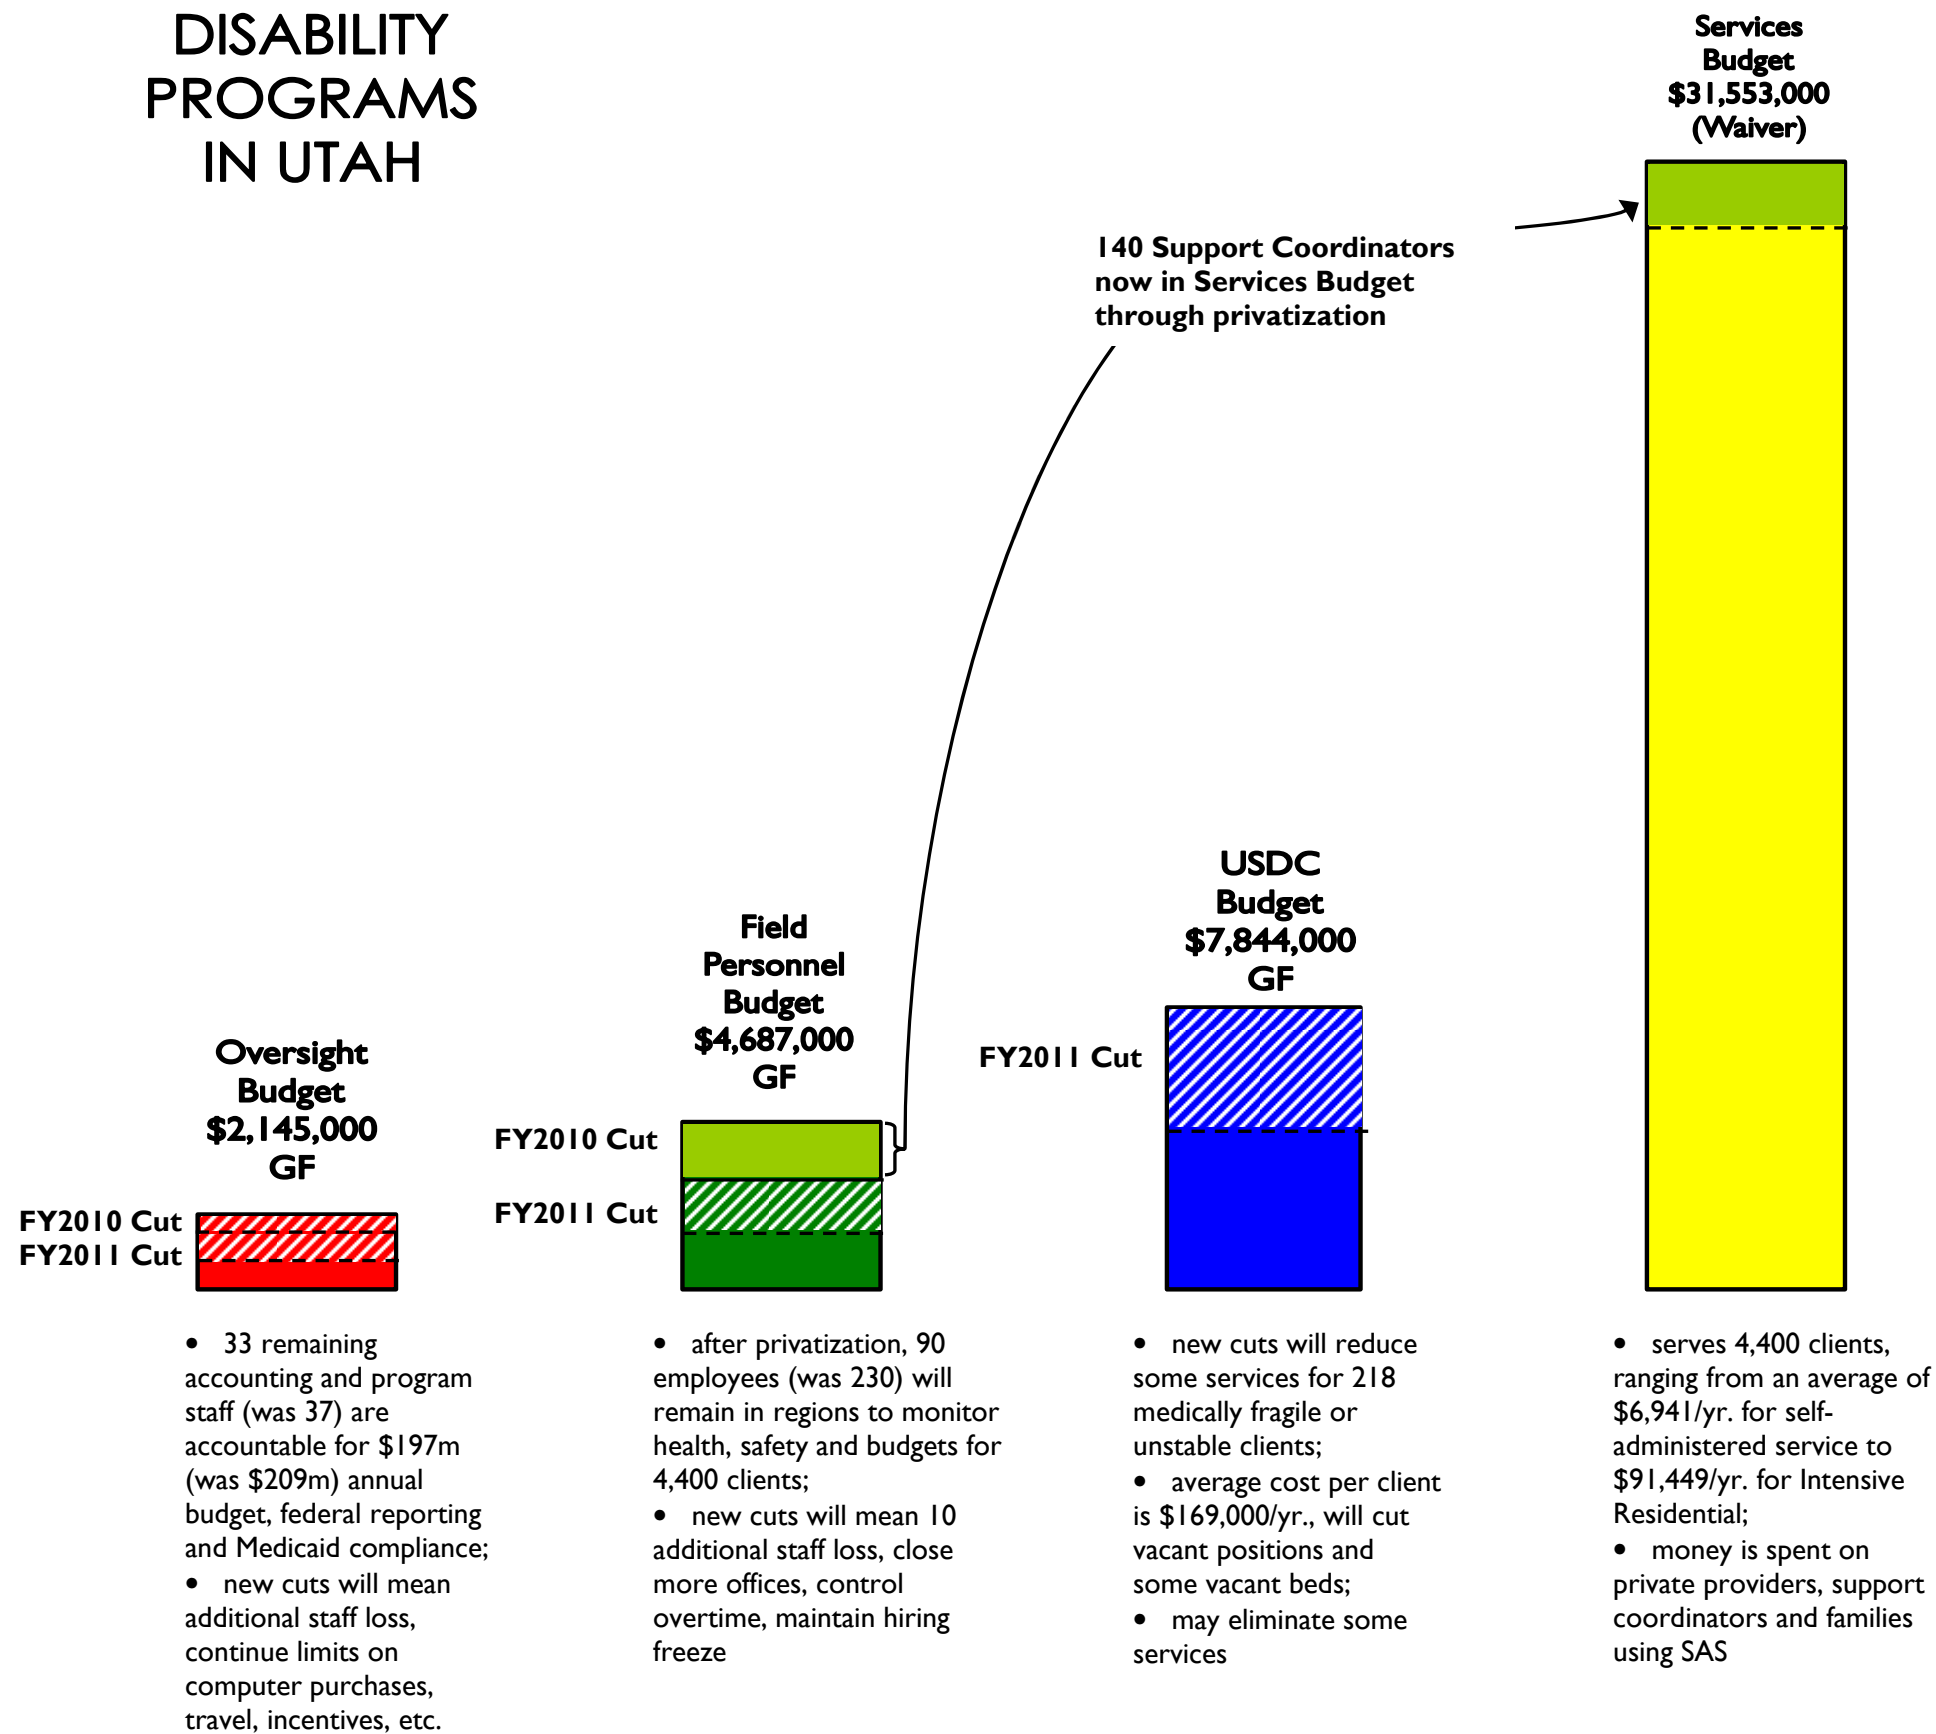 DISABILITY
PROGRAMS
IN UTAH
Services
Budget
$31,553,000
(Waiver)
140 Support Coordinators
now in Services Budget
through privatization
USDC
Budget
$7,844,000
GF
FY2011 Cut
Field
Personnel
Budget
$4,687,000
GF
FY2010 Cut
FY2011 Cut
Oversight
Budget
$2,145,000
GF
FY2010 Cut
FY2011 Cut
• 33 remaining
accounting and program
staff (was 37) are
accountable for $197m
(was $209m) annual
budget, federal reporting
and Medicaid compliance;
• new cuts will mean
additional staff loss,
continue limits on
computer purchases,
travel, incentives, etc.
• after privatization, 90
employees (was 230) will
remain in regions to monitor
health, safety and budgets for
4,400 clients;
• new cuts will mean 10
additional staff loss, close
more offices, control
overtime, maintain hiring
freeze
• new cuts will reduce
some services for 218
medically fragile or
unstable clients;
• average cost per client
is $169,000/yr., will cut
vacant positions and
some vacant beds;
• may eliminate some
services
• serves 4,400 clients,
ranging from an average of
$6,941/yr. for self-
administered service to
$91,449/yr. for Intensive
Residential;
• money is spent on
private providers, support
coordinators and families
using SAS